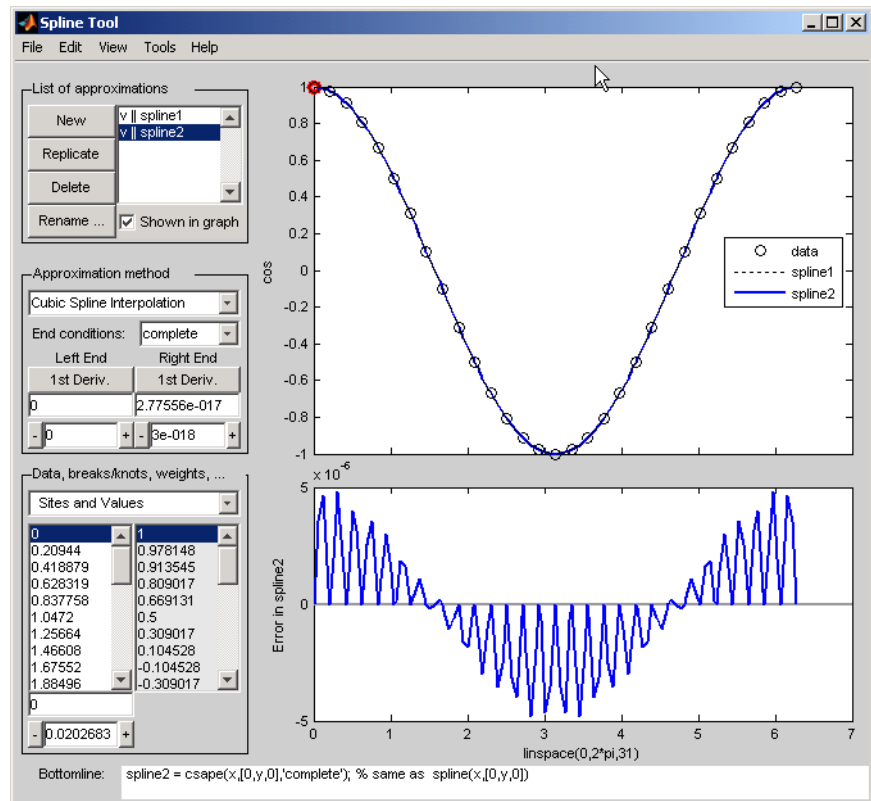 Spline Tool
File Edit View Tools Help
List of approximations
New
Replicate
Delete
Rename ...
v || spline1
v || spline2
Shown in graph
Approximation method
Cubic Spline Interpolation
End conditions: complete
Left End Right End
1st Deriv. 1st Deriv.
0 2.77556e-017
- 0 + - 3e-018 +
Data, breaks/knots, weights, ...
Sites and Values
0 1
0.20944 0.978148
0.418879 0.913545
0.628319 0.809017
0.837758 0.669131
1.0472 0.5
1.25664 0.309017
1.46608 0.104528
1.67552 -0.104528
1.88496 -0.309017
0
- 0.0202683 +
1
0.8
0.6
0.4
0.2
0
-0.2
-0.4
-0.6
-0.8
-1
cos
data
spline1
spline2
x 10^-6
5
0
-5
Error in spline2
0 1 2 3 4 5 6 7
linspace(0,2*pi,31)
Bottomline: spline2 = csape(x,[0,y,0],'complete'); % same as spline(x,[0,y,0])